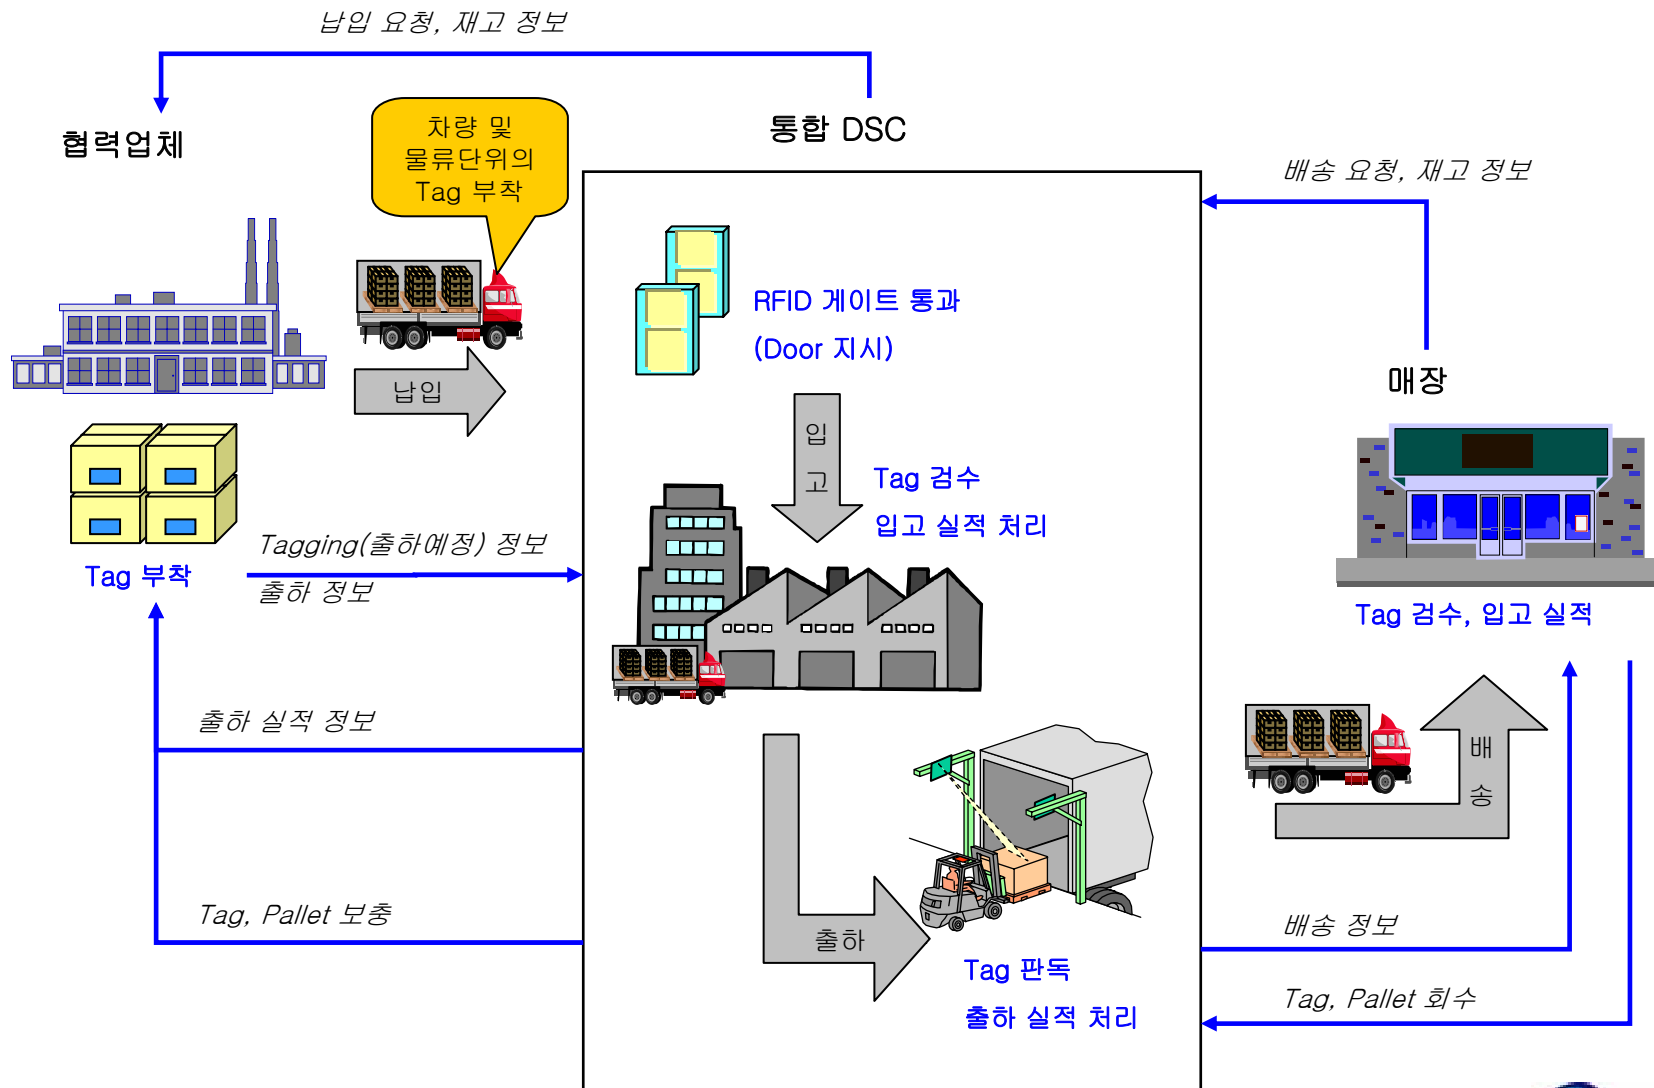 납입 요청, 재고 정보
협력업체
차량 및
물류단위의
Tag 부착
통합 DSC
배송 요청, 재고 정보
RFID 게이트 통과
(Door 지시)
납입
매장
입
고
Tag 검수
입고 실적 처리
Tagging(출하예정) 정보
Tag 부착
출하 정보
Tag 검수, 입고 실적
출하 실적 정보
배
송
Tag, Pallet 보충
출하
배송 정보
Tag 판독
출하 실적 처리
Tag, Pallet 회수